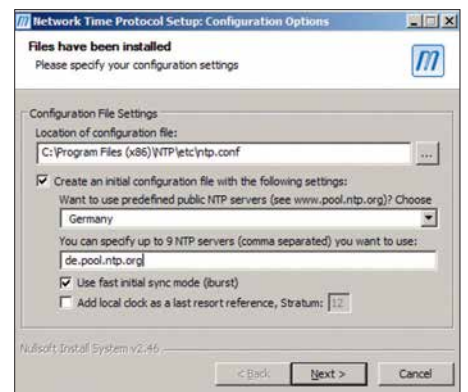 Network Time Protocol Setup: Configuration Options
Files have been installed
Please specify your configuration settings
Configuration File Settings
Location of configuration file:
C:\Program Files (x86)\NTP\etc\ntp.conf
...
Create an initial configuration file with the following settings:
Want to use predefined public NTP servers (see www.pool.ntp.org)? Choose
Germany
You can specify up to 9 NTP servers (comma separated) you want to use:
de.pool.ntp.org
Use fast initial sync mode (iburst)
Add local clock as a last resort reference, Stratum: 12
Nullsoft Install System v2.46
< Back Next > Cancel